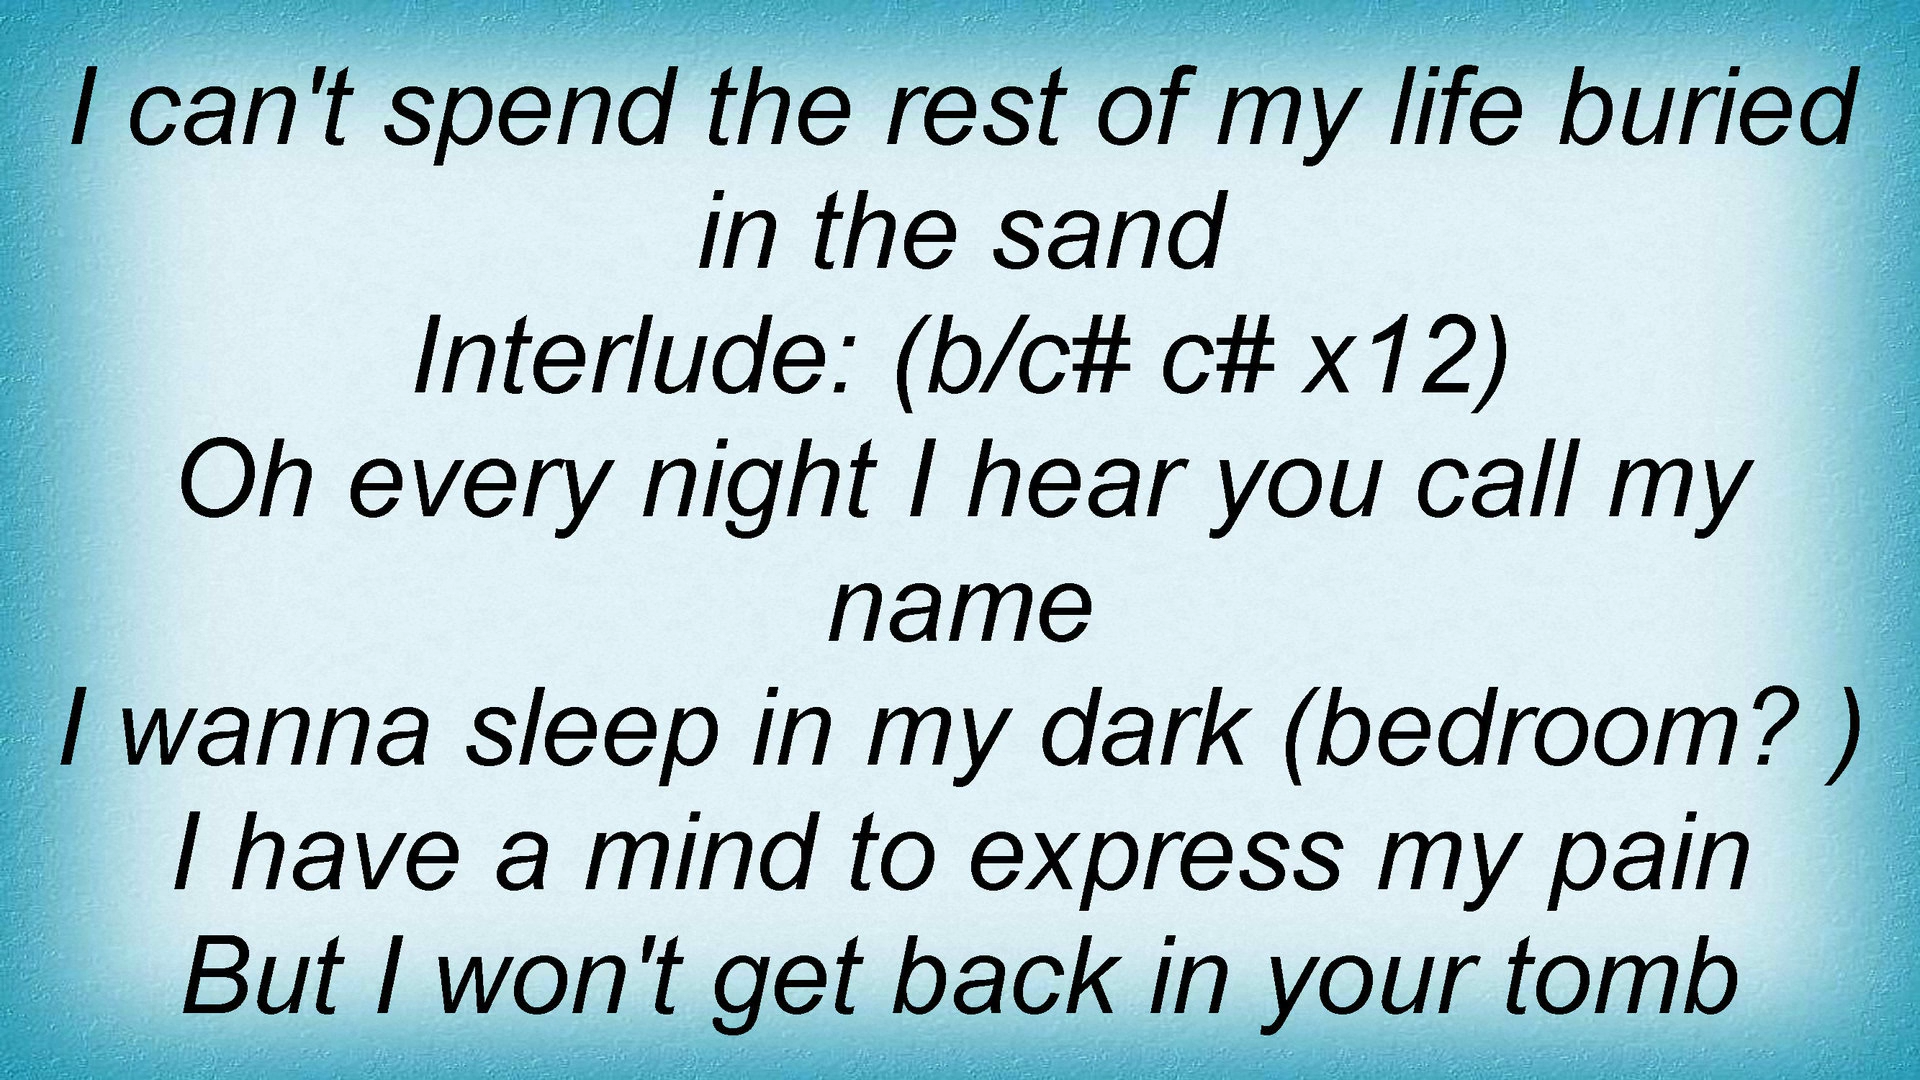 I can't spend the rest of my life buried
in the sand
Interlude: (b/c# c# x12)
Oh every night I hear you call my
name
I wanna sleep in my dark (bedroom? )
I have a mind to express my pain
But I won't get back in your tomb